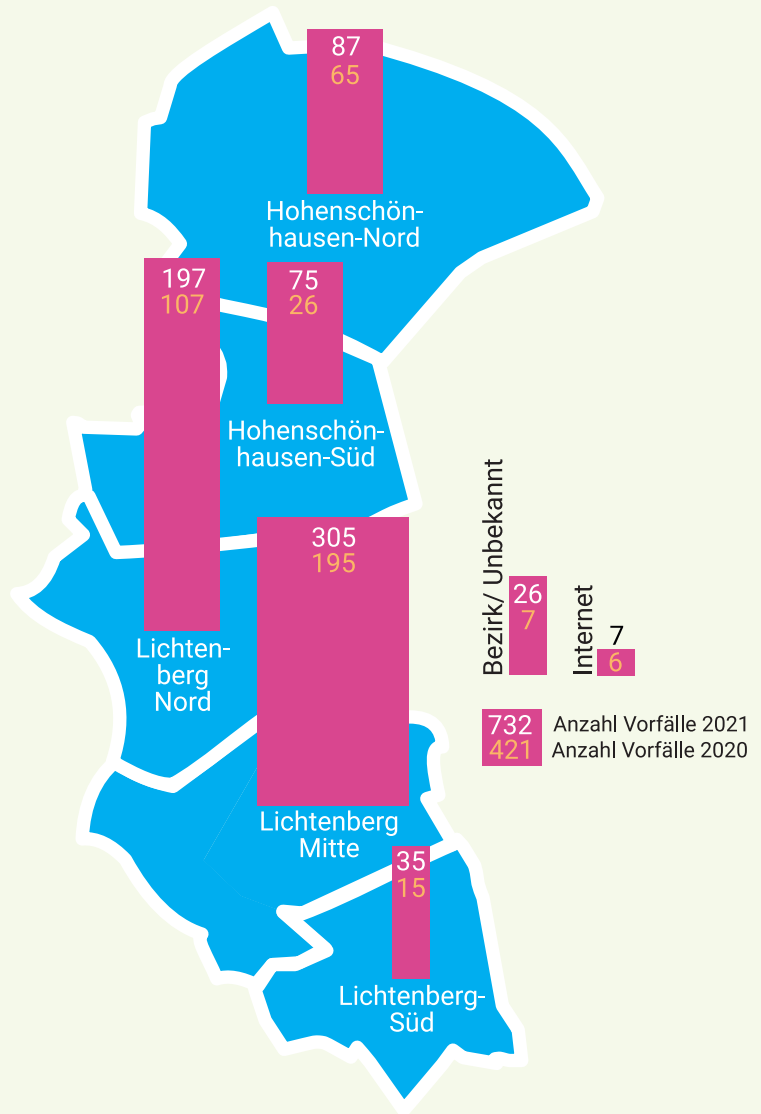 87
65
Hohenschön-
hausen-Nord
197
107
75
26
Hohenschön-
hausen-Süd
305
195
Lichten-
berg
Nord
Bezirk/ Unbekannt
26
7
Internet
7
6
732 Anzahl Vorfälle 2021
421 Anzahl Vorfälle 2020
Lichtenberg
Mitte
35
15
Lichtenberg-
Süd